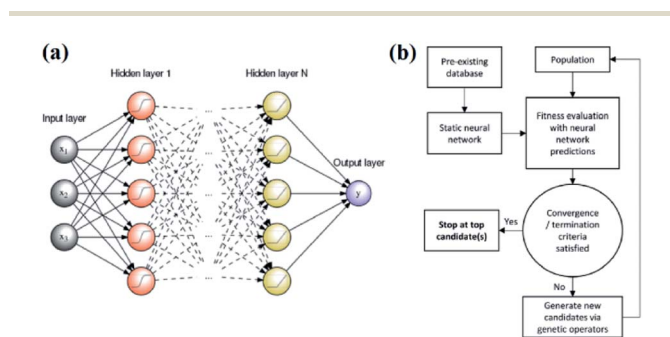 (a)
Hidden layer 1
Hidden layer N
Input layer
x1
x2
x3
...
...
...
...
...
Output layer
y
(b)
Pre-existing
database
Population
Static neural
network
Fitness evaluation
with neural
network
predictions
Stop at top
candidate(s)
Yes
Convergence
/ termination
criteria
satisfied
No
Generate new
candidates via
genetic operators